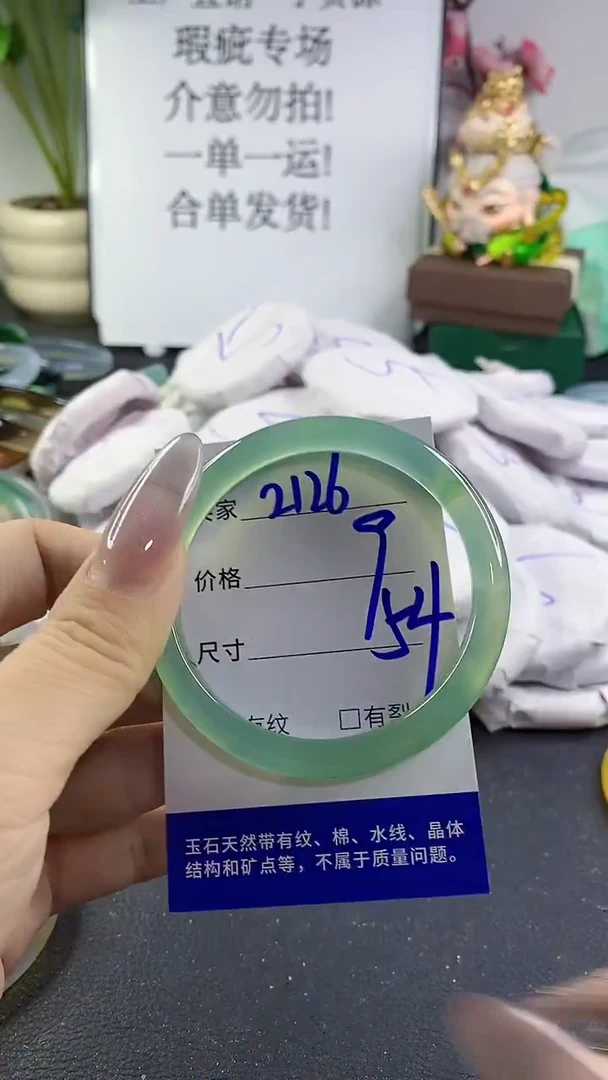 瑕疵专场
介意勿拍!
一单一运!
合单发货!
家 2126
价格
尺寸 54
有纹 □有裂
玉石天然带有纹、棉、水线、晶体
结构和矿点等，不属于质量问题。